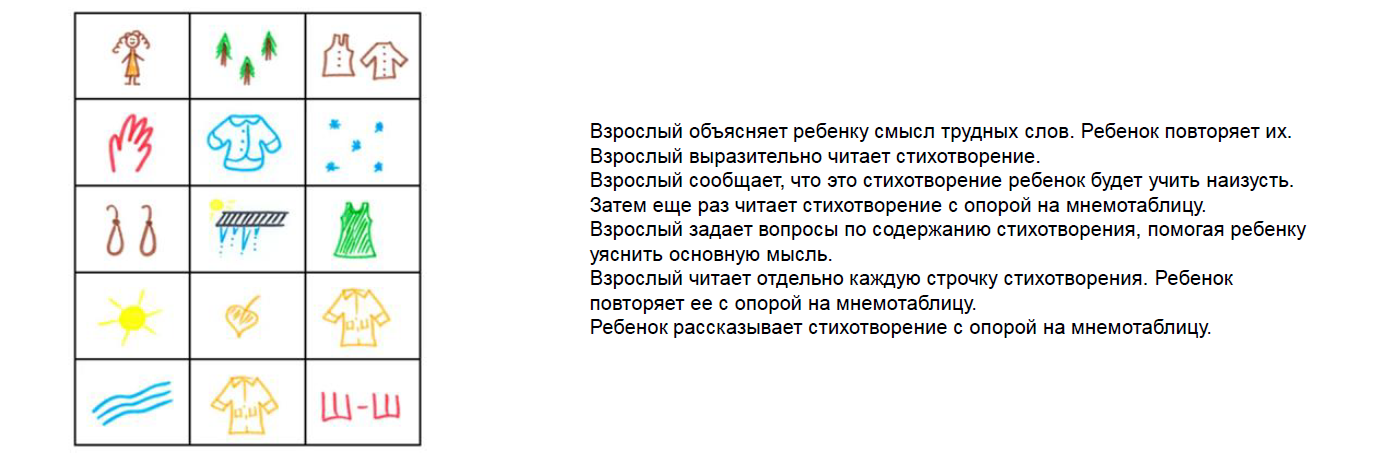 Ш-Ш
Взрослый объясняет ребенку смысл трудных слов. Ребенок повторяет их.
Взрослый выразительно читает стихотворение.
Взрослый сообщает, что это стихотворение ребенок будет учить наизусть.
Затем еще раз читает стихотворение с опорой на мнемотаблицу.
Взрослый задает вопросы по содержанию стихотворения, помогая ребенку
уяснить основную мысль.
Взрослый читает отдельно каждую строчку стихотворения. Ребенок
повторяет ее с опорой на мнемотаблицу.
Ребенок рассказывает стихотворение с опорой на мнемотаблицу.